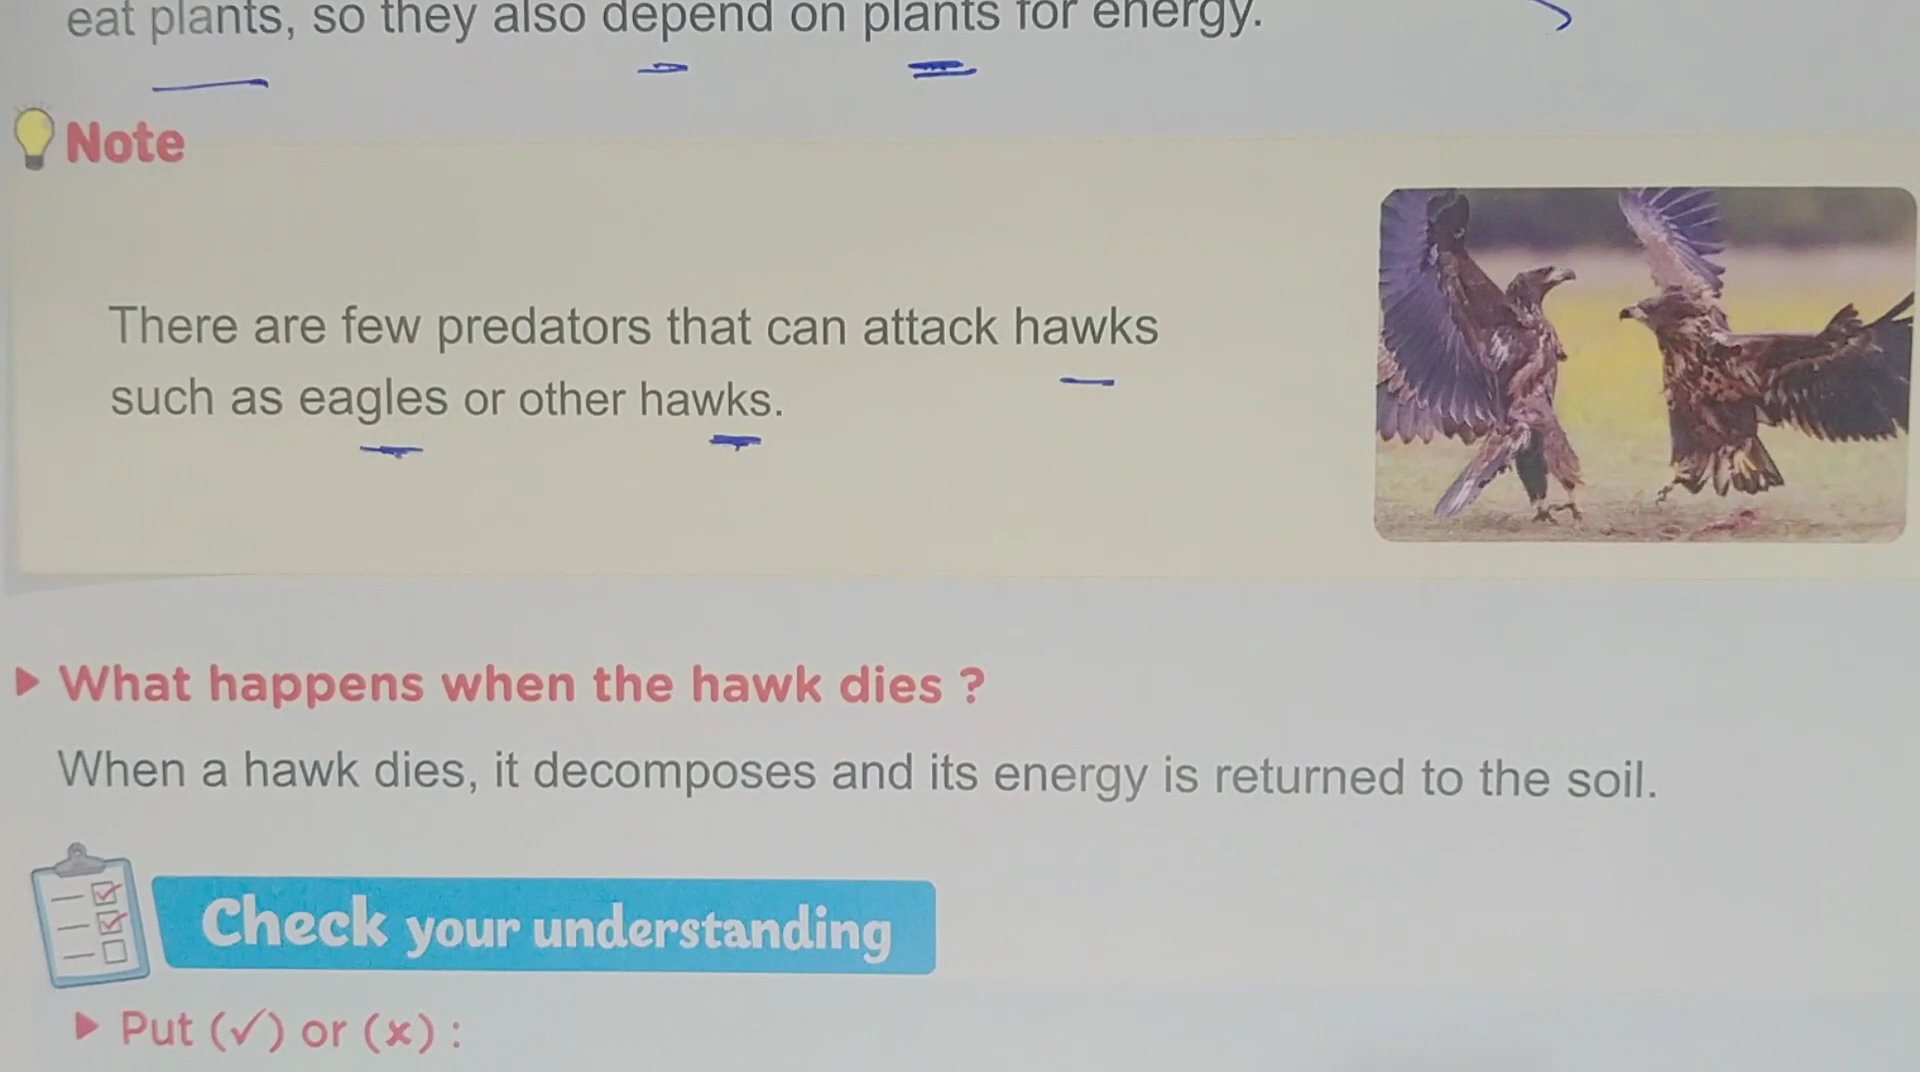 eat plants, so they also depend on plants for energy.
Note
There are few predators that can attack hawks
such as eagles or other hawks.
What happens when the hawk dies ?
When a hawk dies, it decomposes and its energy is returned to the soil.
Check your understanding
Put (✓) or (x) :